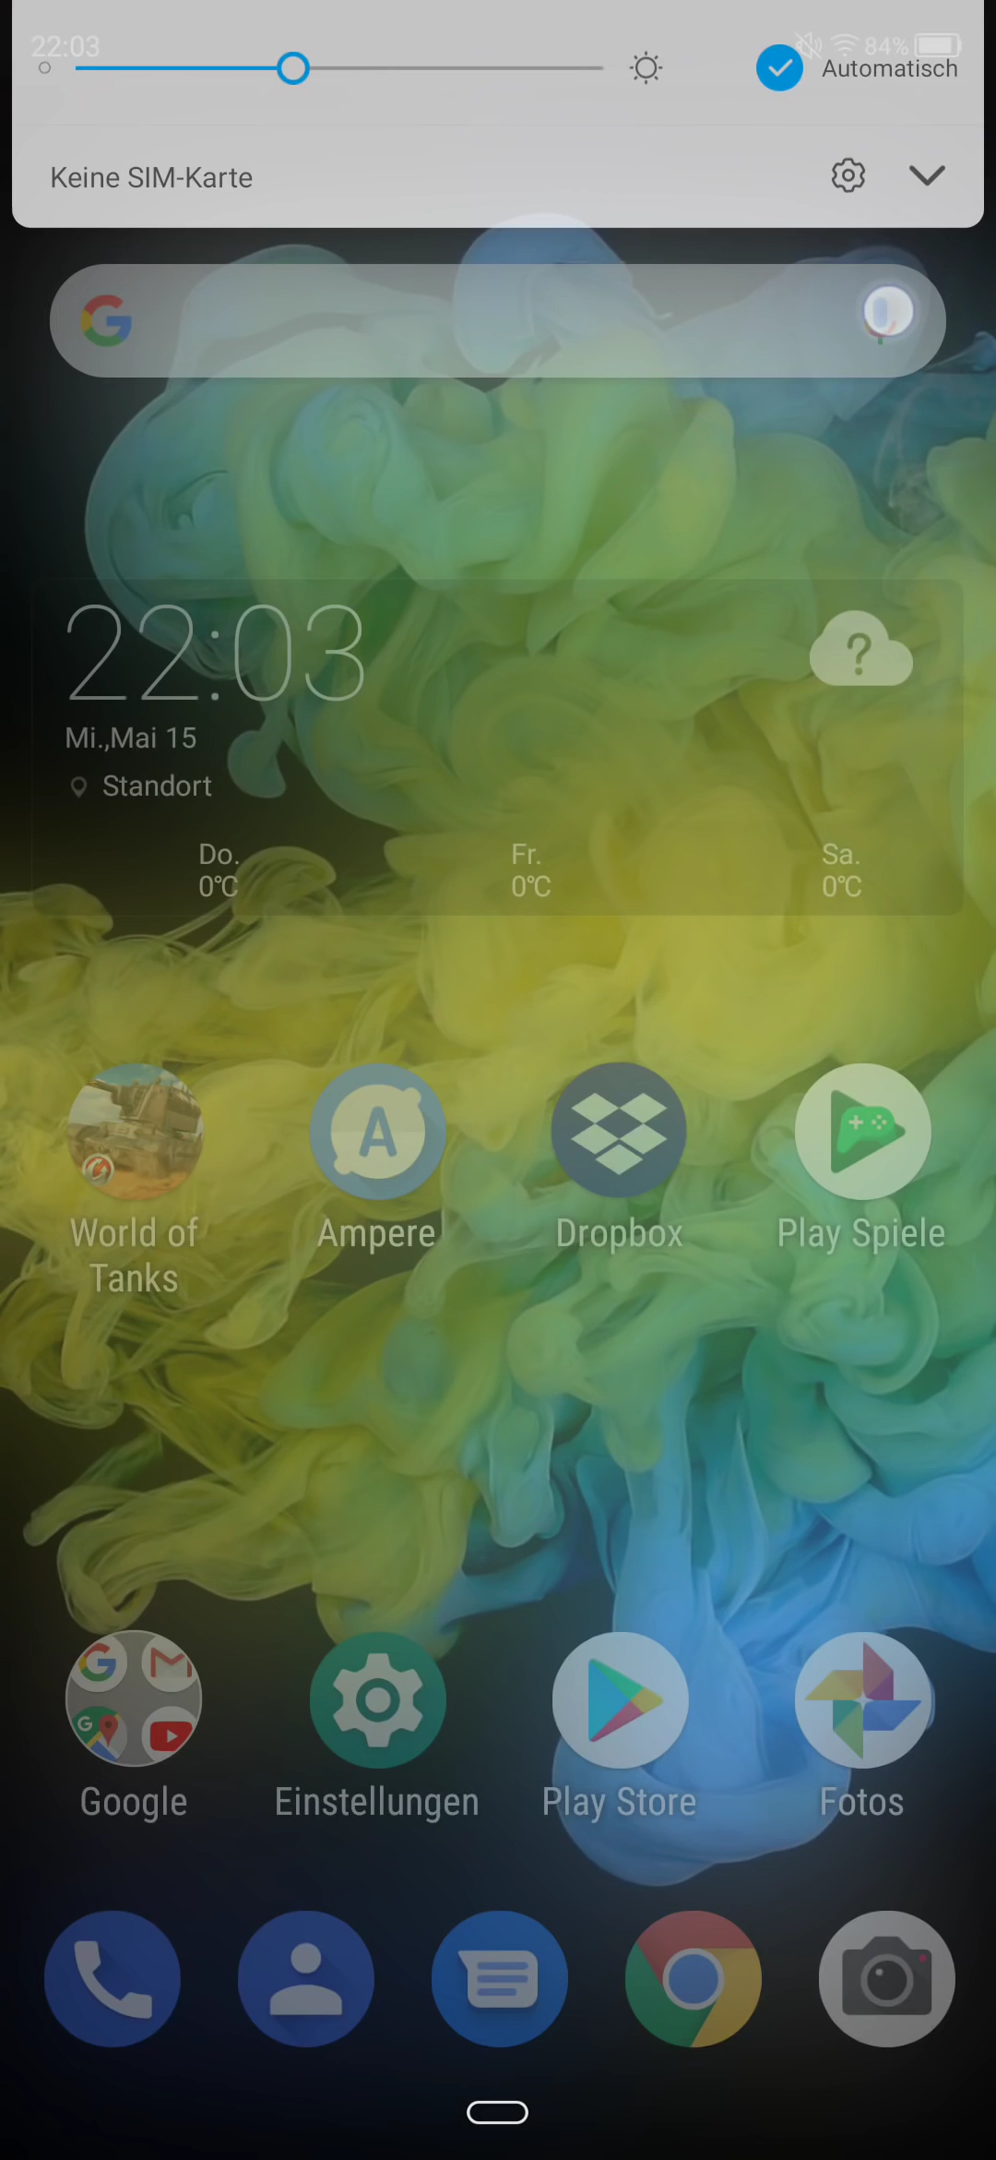 22:03
84%
Automatisch
Keine SIM-Karte
22:03
Mi.,Mai 15
Standort
Do. Fr. Sa.
0℃ 0℃ 0℃
World of Tanks
Ampere
Dropbox
Play Spiele
Google
Einstellungen
Play Store
Fotos